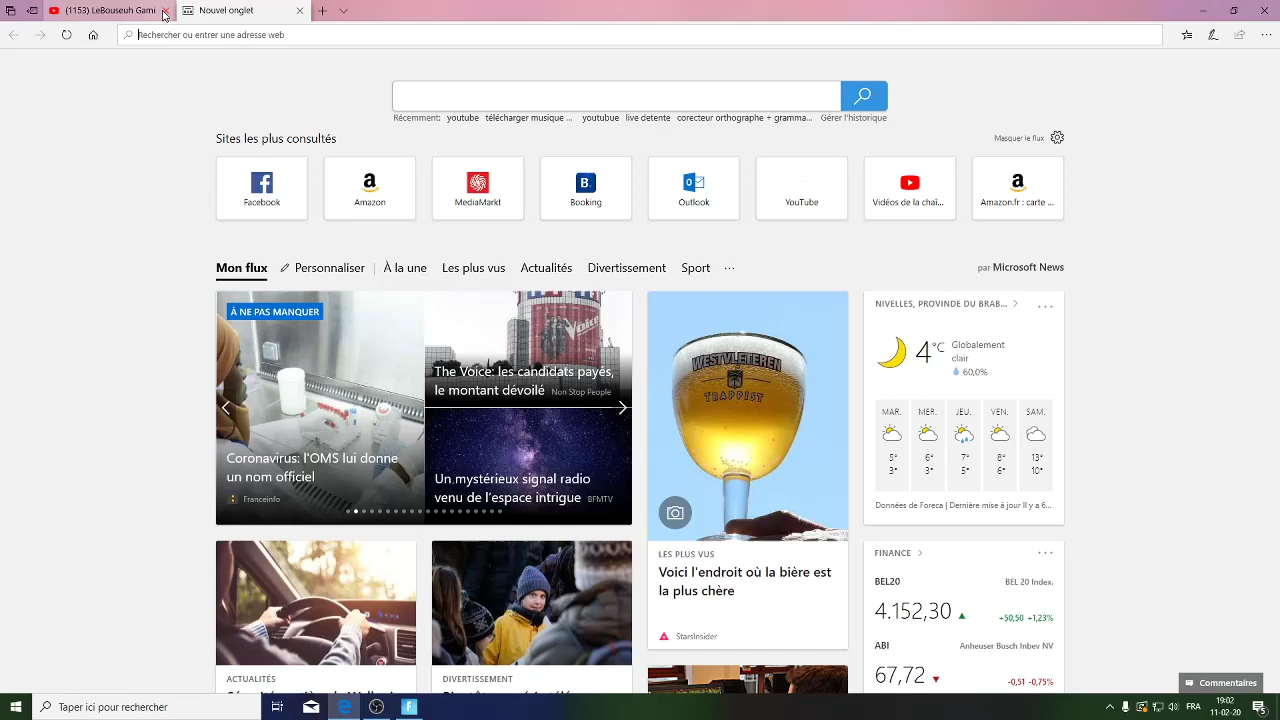 (1153) LeBouseuh Gami
Nouvel onglet
Rechercher ou entrer une adresse web
Récemment: youtube télécharger musique ... youtubue live detente corecteur orthographe + gramma... Gérer l'historique
Sites les plus consultés
Masquer le flux
Facebook
Amazon
MediaMarkt
Booking
Outlook
YouTube
Vidéos de la chaî...
Amazon.fr : carte ...
Mon flux
Personnaliser
À la une
Les plus vus
Actualités
Divertissement
Sport
...
par Microsoft News
À NE PAS MANQUER
Coronavirus: l'OMS lui donne
un nom officiel
Franceinfo
The Voice: les candidats payés,
le montant dévoilé Non Stop People
Un mystérieux signal radio
venu de l'espace intrigue BFMTV
WESTVLETEREN
TRAPPIST
LES PLUS VUS
Voici l'endroit où la bière est
la plus chère
StarsInsider
NIVELLES, PROVINDE DU BRAB...
4°C
Globalement
clair
60,0%
MAR. MER. JEU. VEN. SAM.
5° 6° 7° 8° 13°
3° 3° 5° 6° 10°
Données de Foreca | Dernière mise à jour Il y a 6...
FINANCE
BEL20 BEL 20 Index.
4.152,30 +50,50 +1,23%
ABI Anheuser Busch Inbev NV
67,72 -0,51 -0,75%
ACTUALITÉS
DIVERTISSEMENT
Commentaires
Tapez ici pour rechercher
FRA
19:02
11-02-20